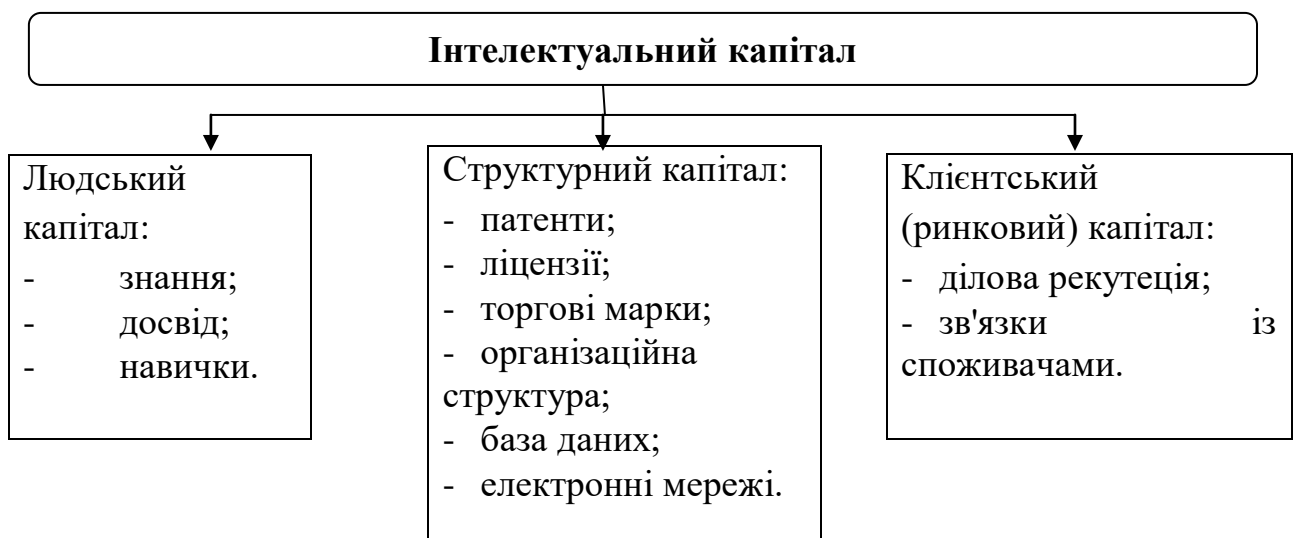 Інтелектуальний капітал
Людський
капітал:
- знання;
- досвід;
- навички.
Структурний капітал:
- патенти;
- ліцензії;
- торгові марки;
- організаційна
структура;
- база даних;
- електронні мережі.
Клієнтський
(ринковий) капітал:
- ділова рекутеція;
- зв'язки із
споживачами.